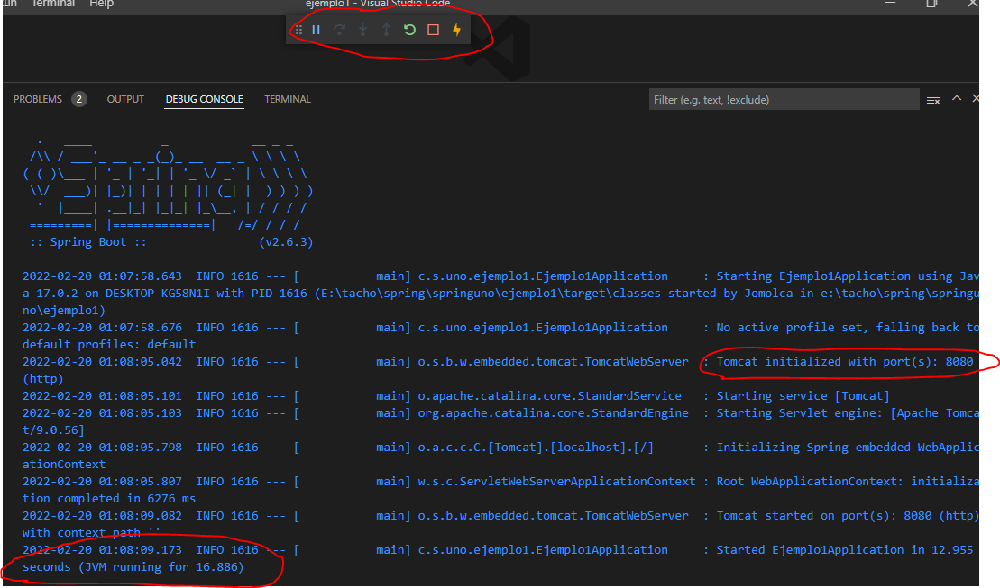 un Terminal Help ejemplo1 - Visual Studio Code
PROBLEMS 2 OUTPUT DEBUG CONSOLE TERMINAL Filter (e.g. text, !exclude)
  .   ____          _            __ _ _
 /\\ / ___'_ __ _ _(_)_ __  __ _ \ \ \ \
( ( )\___ | '_ | '_| | '_ \/ _` | \ \ \ \
 \\/  ___)| |_)| | | | | || (_| |  ) ) ) )
  '  |____| .__|_| |_|_| |_\__, | / / / /
 =========|_|==============|___/=/_/_/_/
 :: Spring Boot ::                (v2.6.3)
2022-02-20 01:07:58.643  INFO 1616 --- [           main] c.s.uno.ejemplo1.Ejemplo1Application     : Starting Ejemplo1Application using Jav
a 17.0.2 on DESKTOP-KG58N1I with PID 1616 (E:\tacho\spring\springuno\ejemplo1\target\classes started by Jomolca in e:\tacho\spring\springu
no\ejemplo1)
2022-02-20 01:07:58.676  INFO 1616 --- [           main] c.s.uno.ejemplo1.Ejemplo1Application     : No active profile set, falling back to
default profiles: default
2022-02-20 01:08:05.042  INFO 1616 --- [           main] o.s.b.w.embedded.tomcat.TomcatWebServer  : Tomcat initialized with port(s): 8080
(http)
2022-02-20 01:08:05.101  INFO 1616 --- [           main] o.apache.catalina.core.StandardService   : Starting service [Tomcat]
2022-02-20 01:08:05.103  INFO 1616 --- [           main] org.apache.catalina.core.StandardEngine  : Starting Servlet engine: [Apache Tomca
t/9.0.56]
2022-02-20 01:08:05.798  INFO 1616 --- [           main] o.a.c.c.C.[Tomcat].[localhost].[/]       : Initializing Spring embedded WebApplic
ationContext
2022-02-20 01:08:05.807  INFO 1616 --- [           main] w.s.c.ServletWebServerApplicationContext : Root WebApplicationContext: initializa
tion completed in 6276 ms
2022-02-20 01:08:09.082  INFO 1616 --- [           main] o.s.b.w.embedded.tomcat.TomcatWebServer  : Tomcat started on port(s): 8080 (http)
with context path ''
2022-02-20 01:08:09.173  INFO 1616 --- [           main] c.s.uno.ejemplo1.Ejemplo1Application     : Started Ejemplo1Application in 12.955
seconds (JVM running for 16.886)